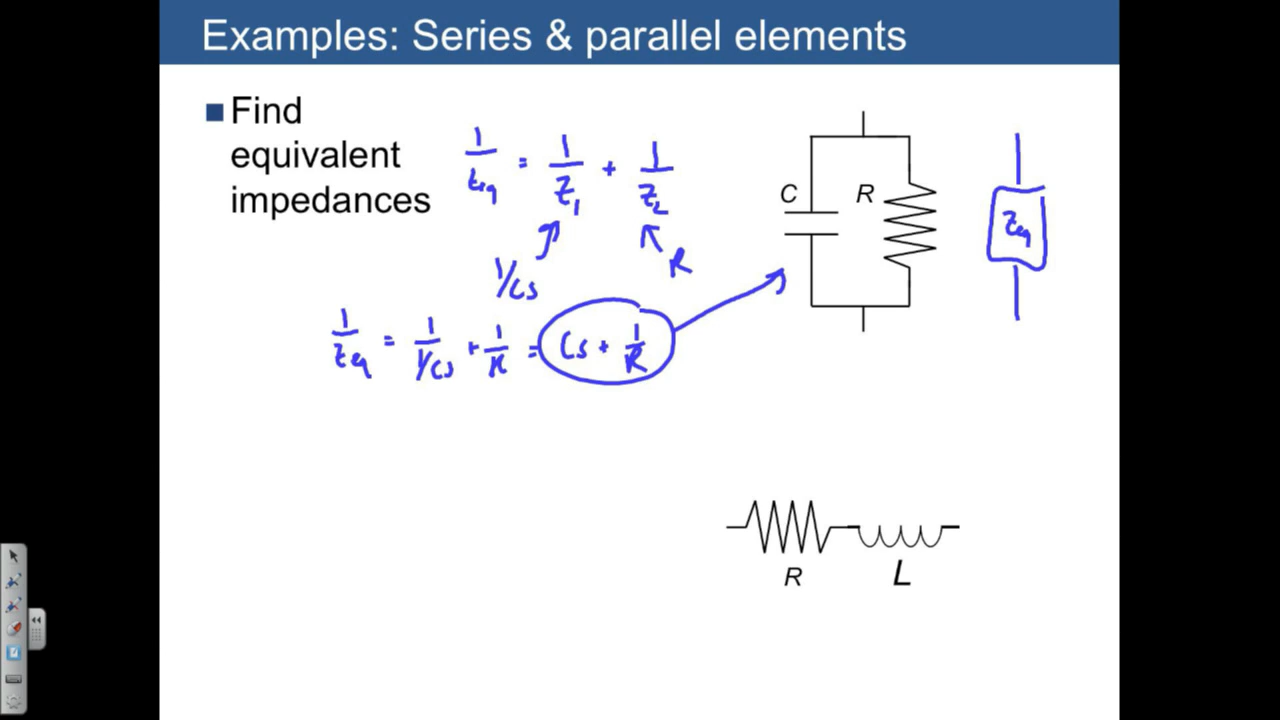 Examples: Series & parallel elements
Find
equivalent
impedances
1/Zeq = 1/Z1 + 1/Z2
1/Cs
R
1/Zeq = 1/(1/Cs) + 1/R = Cs + 1/R
C
R
Zeq
R
L